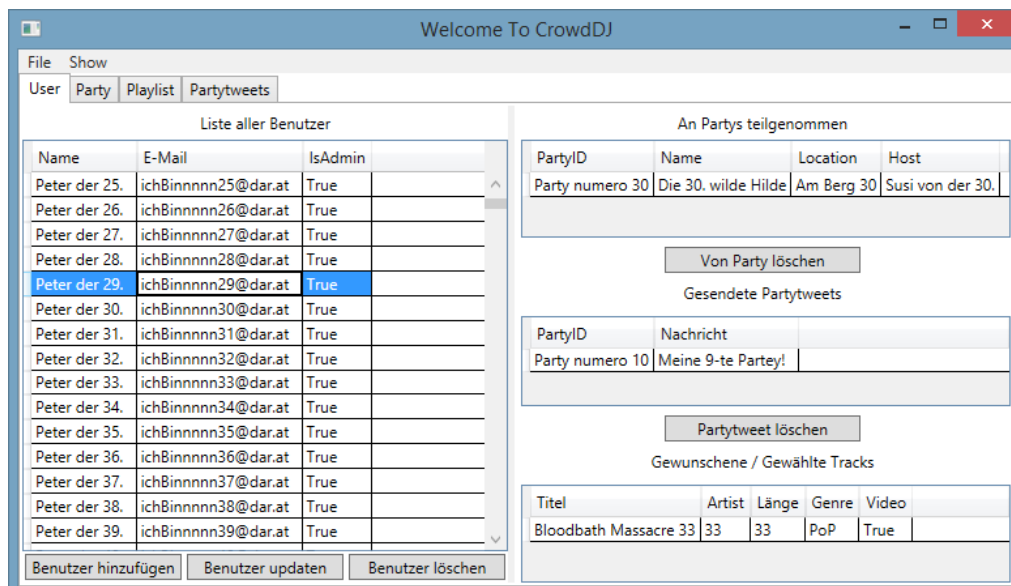 Welcome To CrowdDJ
File Show
User Party Playlist Partytweets
Liste aller Benutzer
Name E-Mail IsAdmin
Peter der 25. ichBinnnnn25@dar.at True
Peter der 26. ichBinnnnn26@dar.at True
Peter der 27. ichBinnnnn27@dar.at True
Peter der 28. ichBinnnnn28@dar.at True
Peter der 29. ichBinnnnn29@dar.at True
Peter der 30. ichBinnnnn30@dar.at True
Peter der 31. ichBinnnnn31@dar.at True
Peter der 32. ichBinnnnn32@dar.at True
Peter der 33. ichBinnnnn33@dar.at True
Peter der 34. ichBinnnnn34@dar.at True
Peter der 35. ichBinnnnn35@dar.at True
Peter der 36. ichBinnnnn36@dar.at True
Peter der 37. ichBinnnnn37@dar.at True
Peter der 38. ichBinnnnn38@dar.at True
Peter der 39. ichBinnnnn39@dar.at True
Benutzer hinzufügen Benutzer updaten Benutzer löschen
An Partys teilgenommen
PartyID Name Location Host
Party numero 30 Die 30. wilde Hilde Am Berg 30 Susi von der 30.
Von Party löschen
Gesendete Partytweets
PartyID Nachricht
Party numero 10 Meine 9-te Partey!
Partytweet löschen
Gewunschene / Gewählte Tracks
Titel Artist Länge Genre Video
Bloodbath Massacre 33 33 33 PoP True